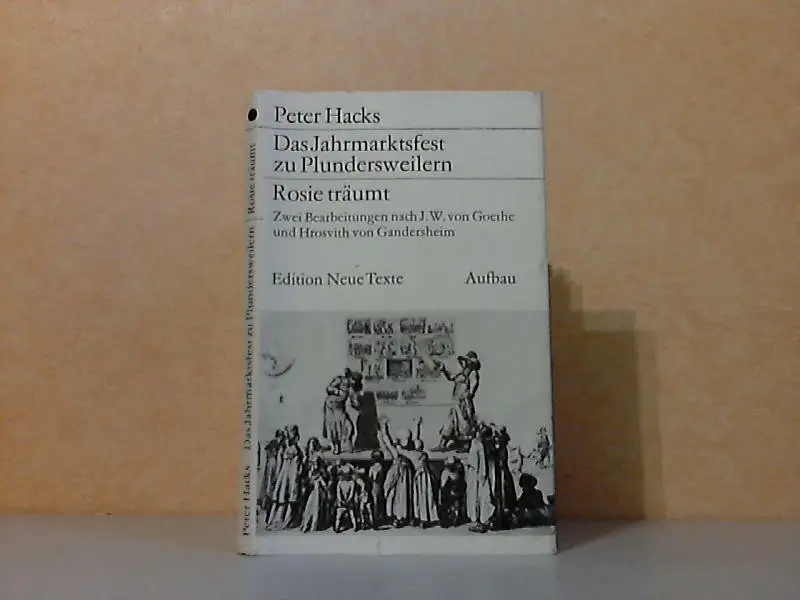 Peter Hacks
Das Jahrmarktsfest
zu Plundersweilern
Rosie träumt
Zwei Bearbeitungen nach J. W. von Goethe
und Hrosvith von Gandersheim
Edition Neue Texte Aufbau
Peter Hacks Das Jahrmarktsfest zu Plundersweilern Rosie träumt